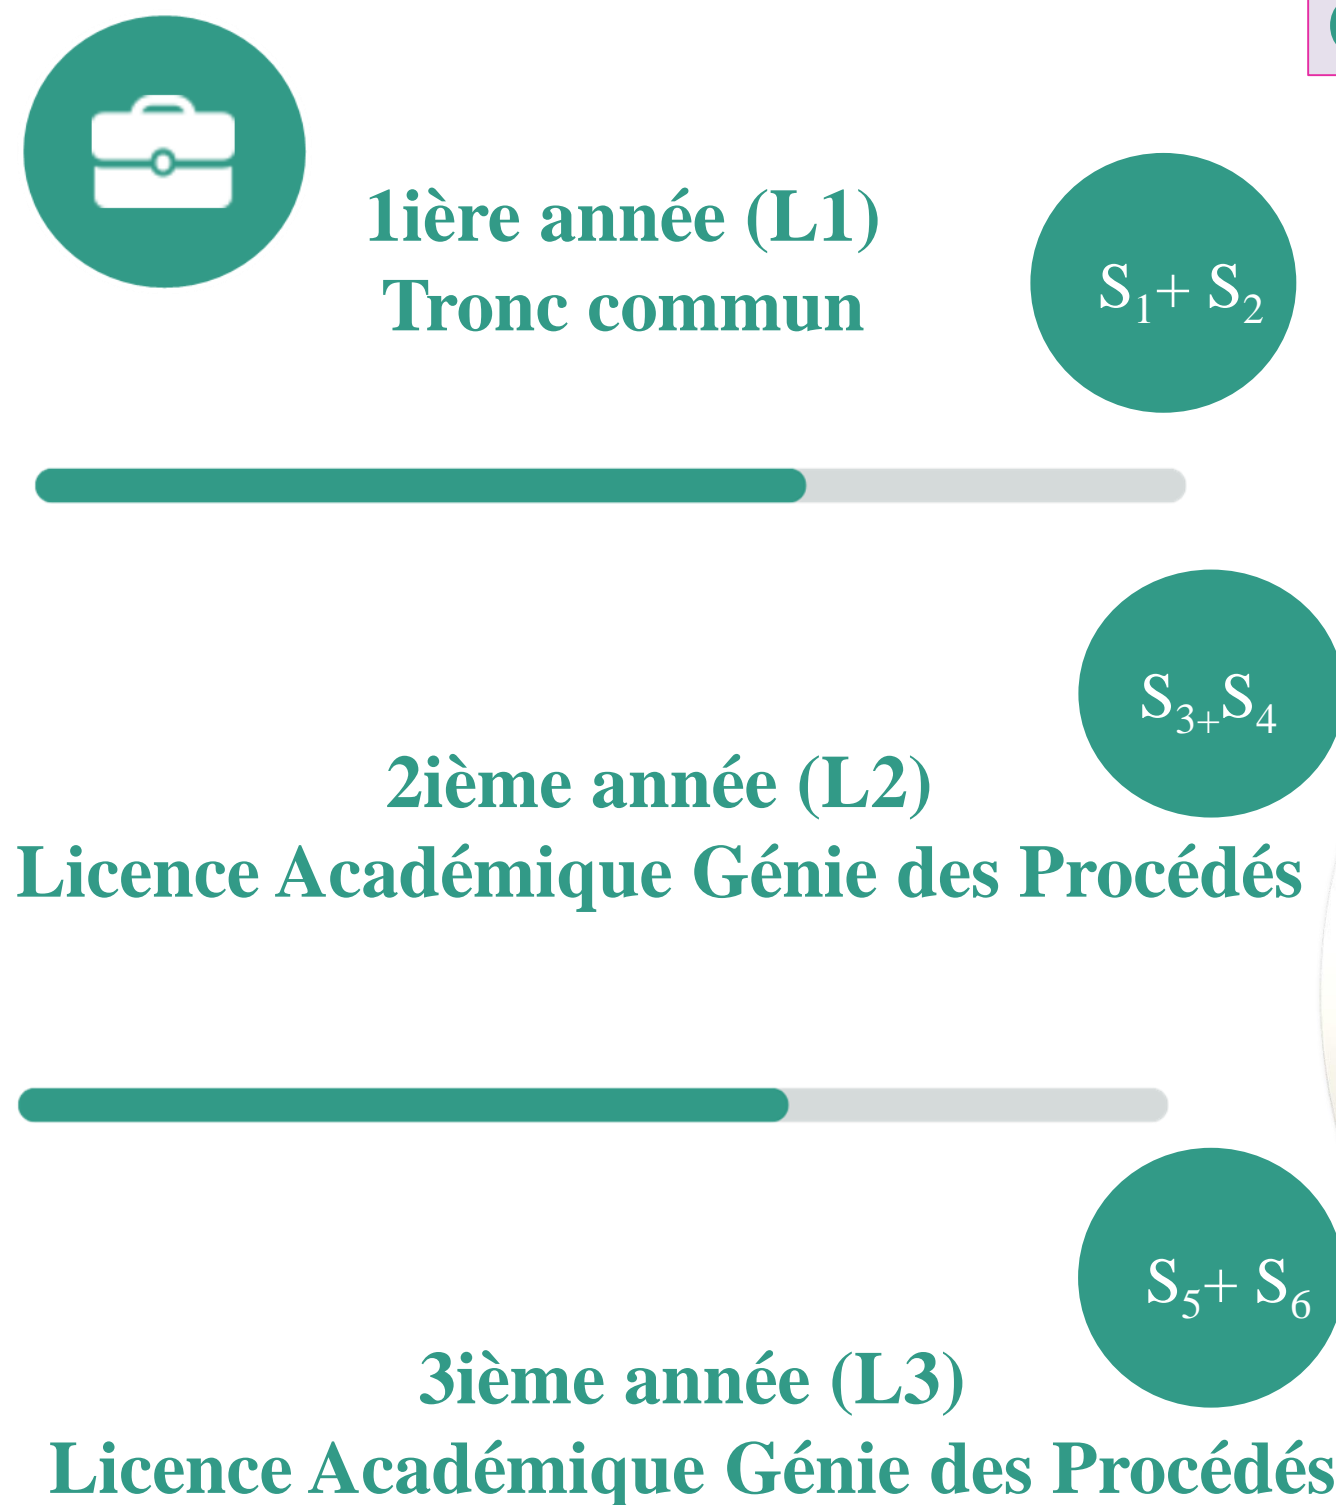 1ière année (L1)
Tronc commun
S₁+ S₂
S₃₊S₄
2ième année (L2)
Licence Académique Génie des Procédés
S₅+ S₆
3ième année (L3)
Licence Académique Génie des Procédés